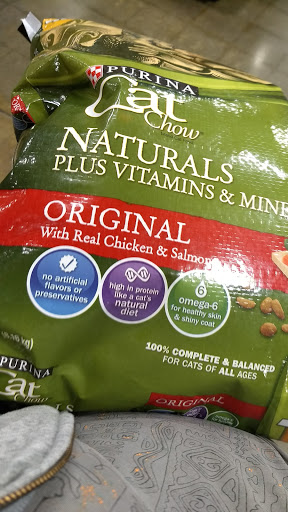 PURINA
Cat
Chow
NATURALS
PLUS VITAMINS & MINE
ORIGINAL
With Real Chicken & Salmon
no artificial
flavors or
preservatives
high in protein
like a cat's
natural
diet
6
omega-6
for healthy skin
& shiny coat
100% COMPLETE & BALANCED
FOR CATS OF ALL AGES
PURINA
Cat
CHOW
ORIGINAL